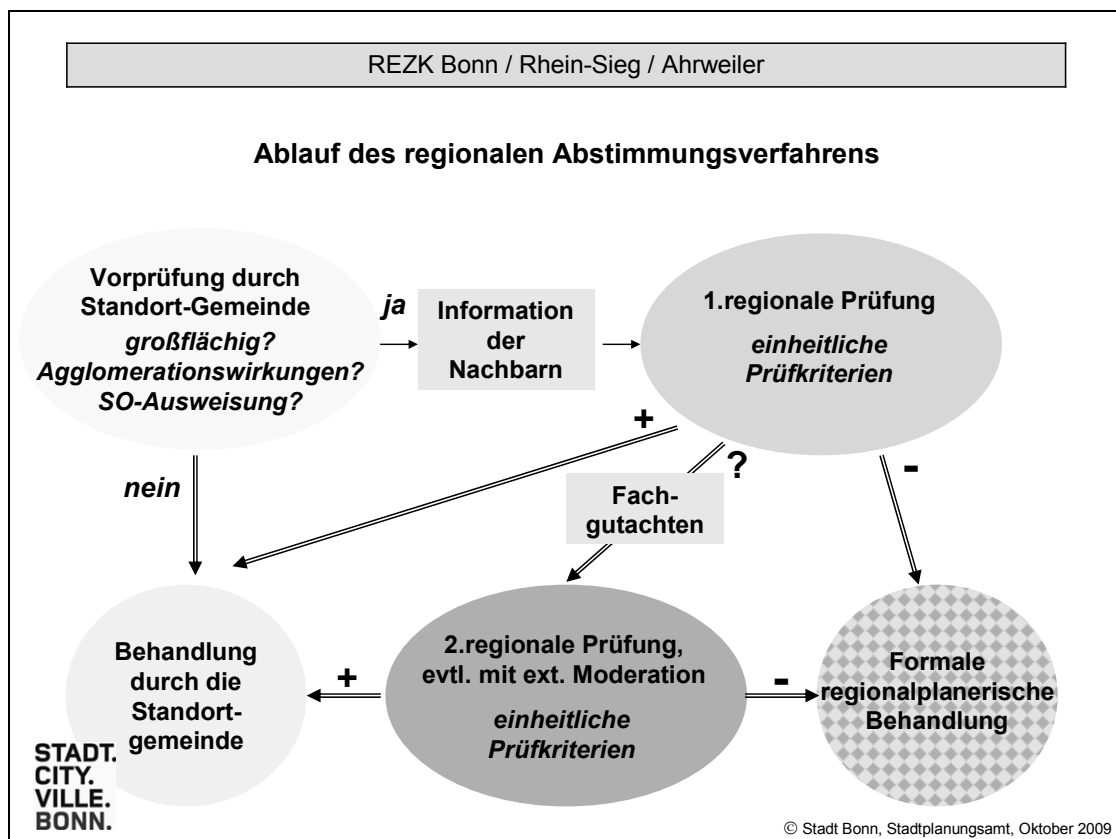 REZK Bonn / Rhein-Sieg / Ahrweiler
Ablauf des regionalen Abstimmungsverfahrens
Vorprüfung durch
Standort-Gemeinde
großflächig?
Agglomerationswirkungen?
SO-Ausweisung?
ja
Information
der
Nachbarn
1.regionale Prüfung
einheitliche
Prüfkriterien
nein
+
?
-
Fach-
gutachten
Behandlung
durch die
Standort-
gemeinde
+
2.regionale Prüfung,
evtl. mit ext. Moderation
einheitliche
Prüfkriterien
-
Formale
regionalplanerische
Behandlung
STADT.
CITY.
VILLE.
BONN.
© Stadt Bonn, Stadtplanungsamt, Oktober 2009